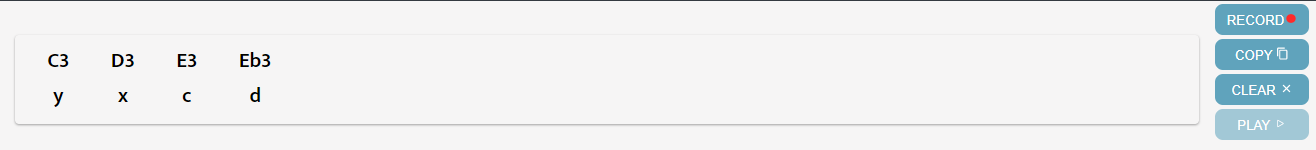 C3 D3 E3 Eb3
y x c d
RECORD
COPY
CLEAR
PLAY